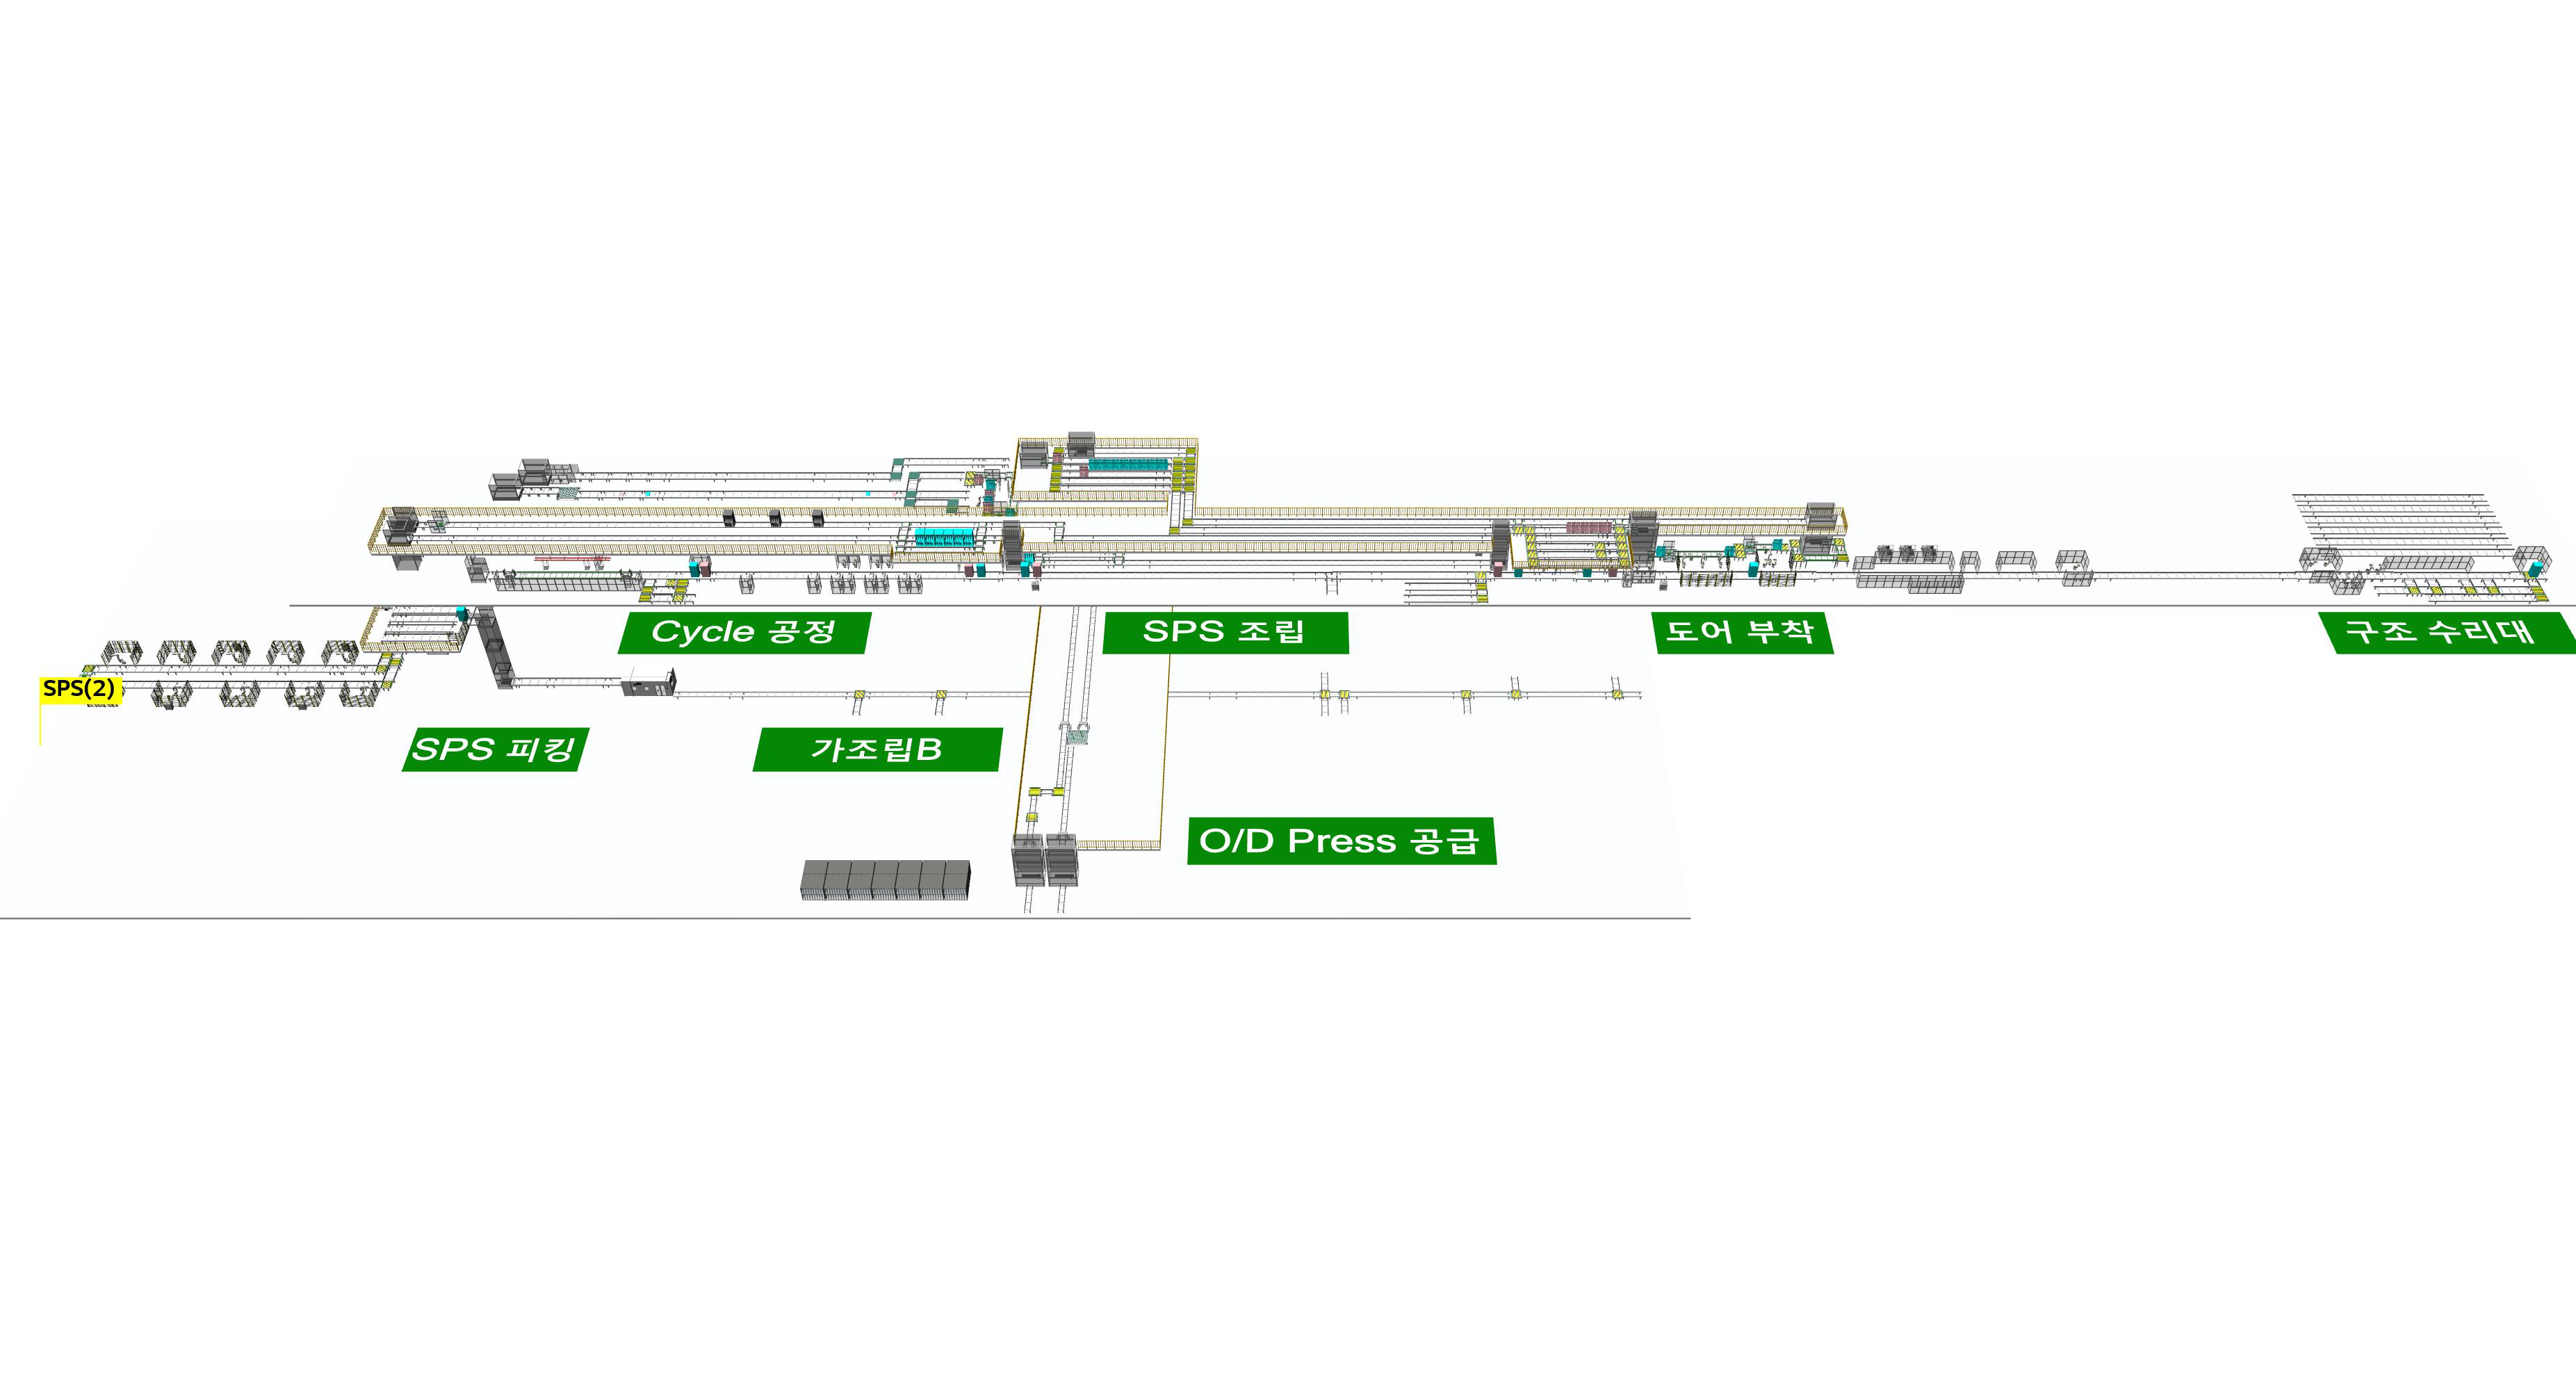 Cycle 공정
SPS 조립
도어 부착
구조 수리대
SPS(2)
SPS 피킹
가조립B
O/D Press 공급